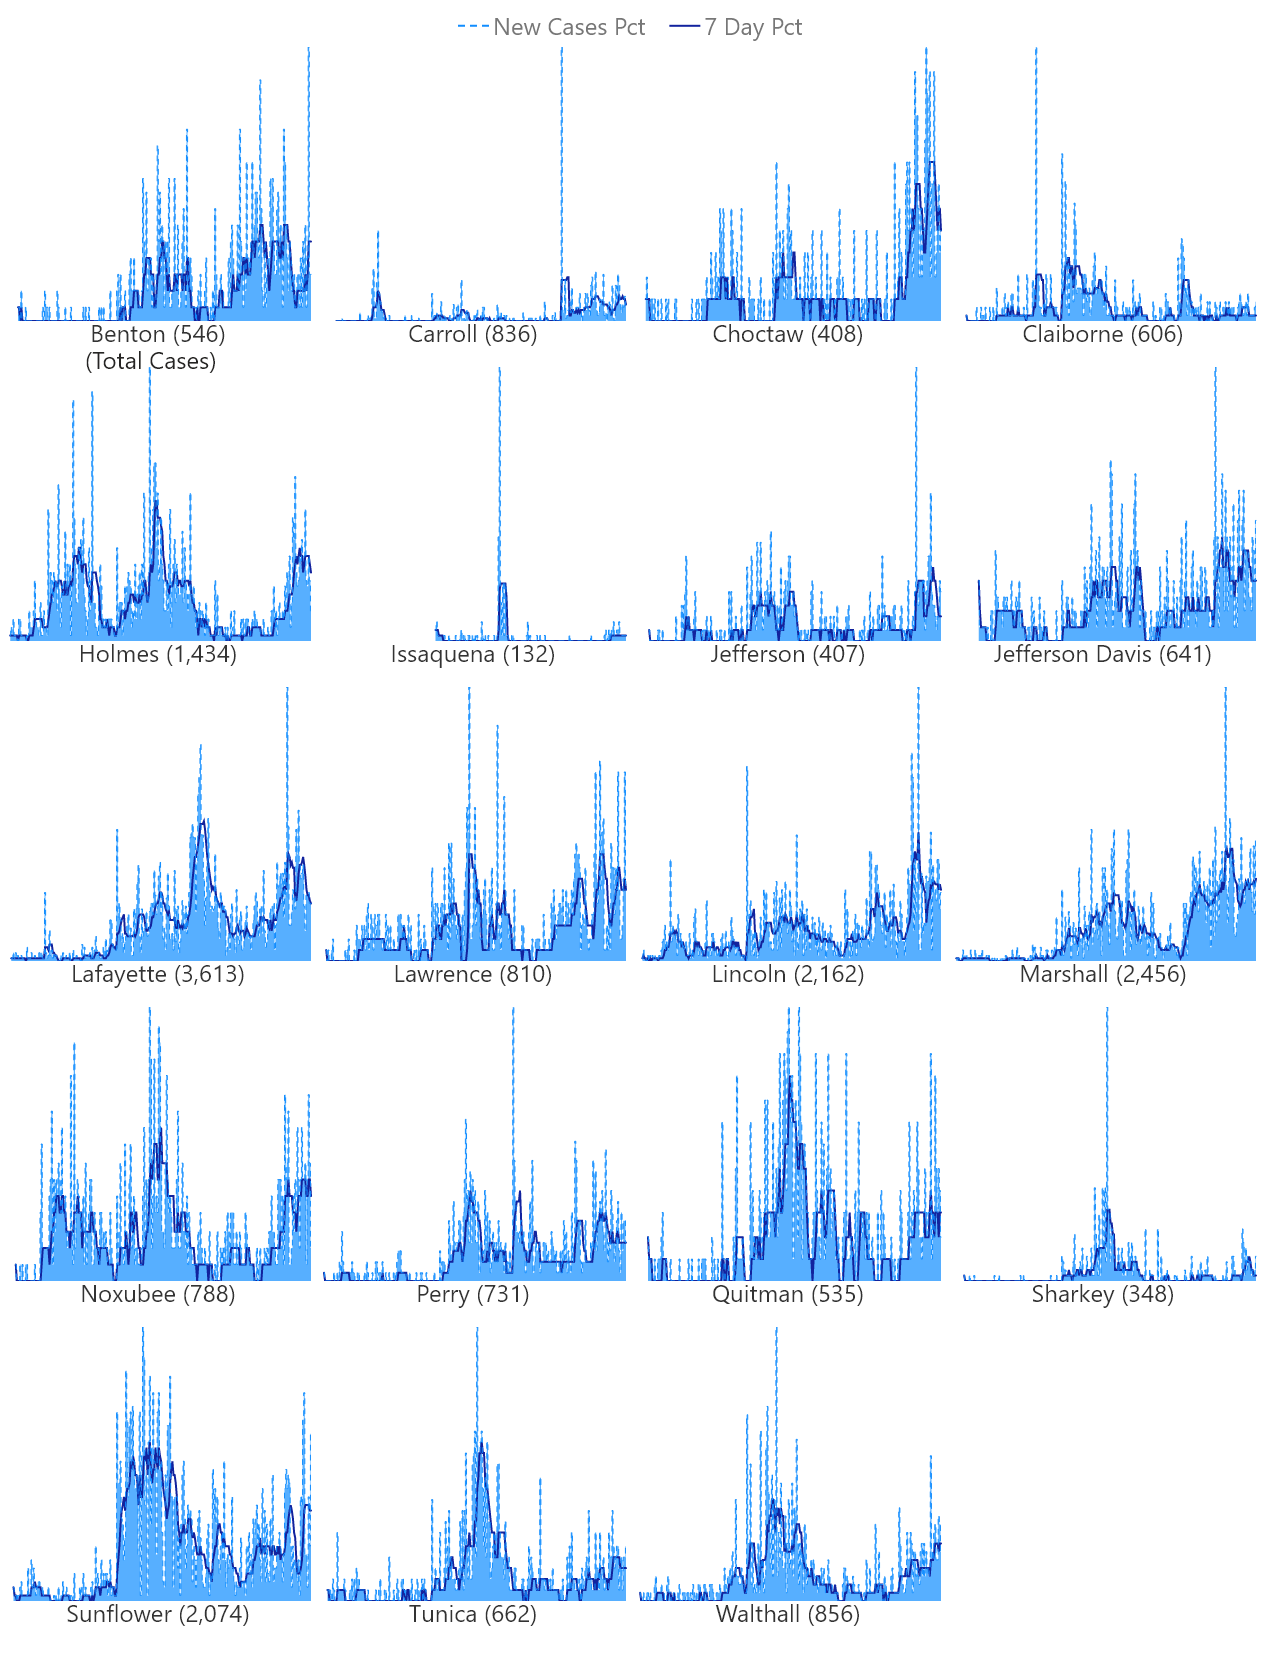 New Cases Pct 7 Day Pct
Benton (546) Carroll (836) Choctaw (408) Claiborne (606)
(Total Cases)
Holmes (1,434) Issaquena (132) Jefferson (407) Jefferson Davis (641)
Lafayette (3,613) Lawrence (810) Lincoln (2,162) Marshall (2,456)
Noxubee (788) Perry (731) Quitman (535) Sharkey (348)
Sunflower (2,074) Tunica (662) Walthall (856)